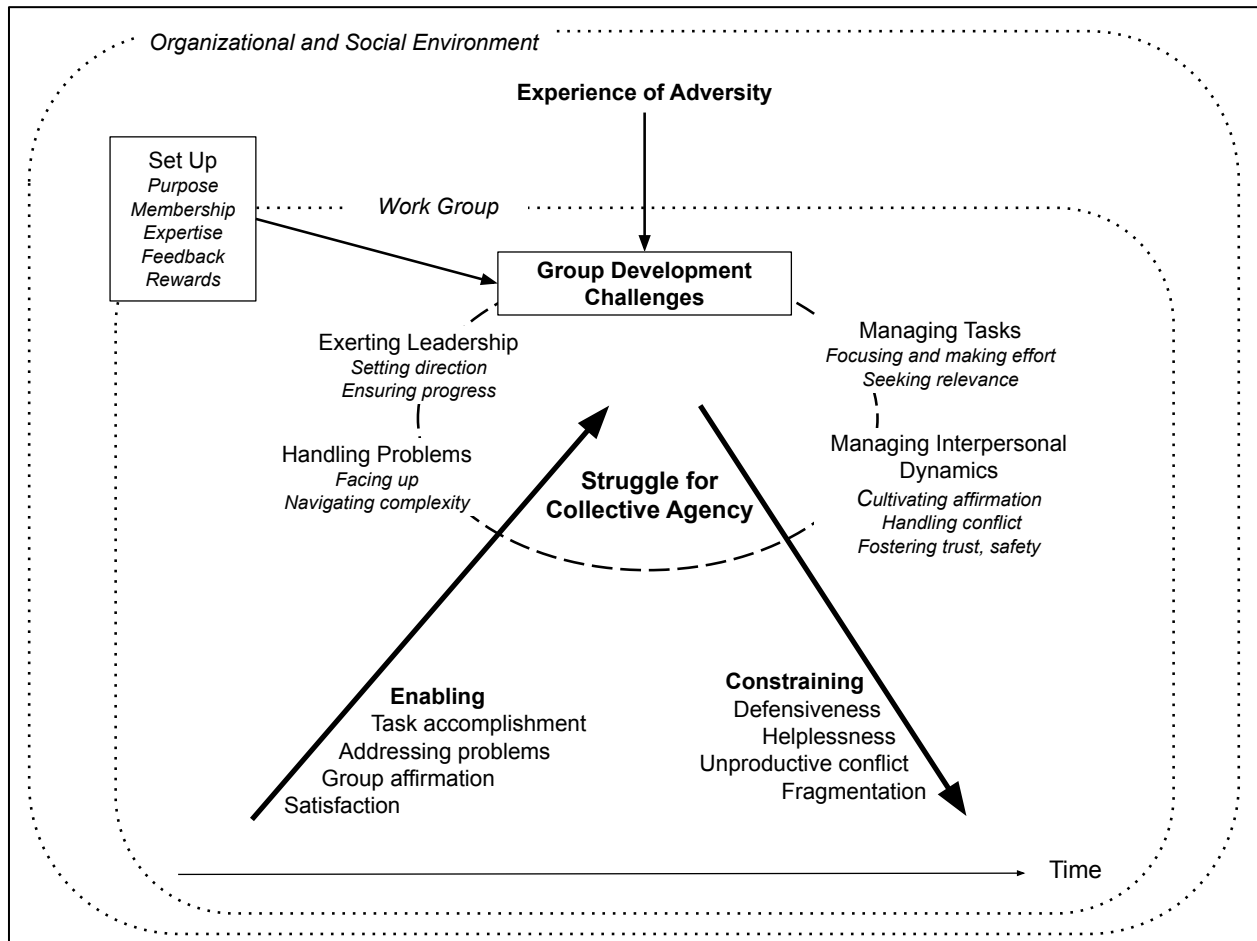 Organizational and Social Environment
Experience of Adversity
Set Up
Purpose
Membership
Expertise
Feedback
Rewards
Work Group
Group Development
Challenges
Exerting Leadership
Setting direction
Ensuring progress
Managing Tasks
Focusing and making effort
Seeking relevance
Handling Problems
Facing up
Navigating complexity
Managing Interpersonal
Dynamics
Cultivating affirmation
Handling conflict
Fostering trust, safety
Struggle for
Collective Agency
Enabling
Task accomplishment
Addressing problems
Group affirmation
Satisfaction
Constraining
Defensiveness
Helplessness
Unproductive conflict
Fragmentation
Time